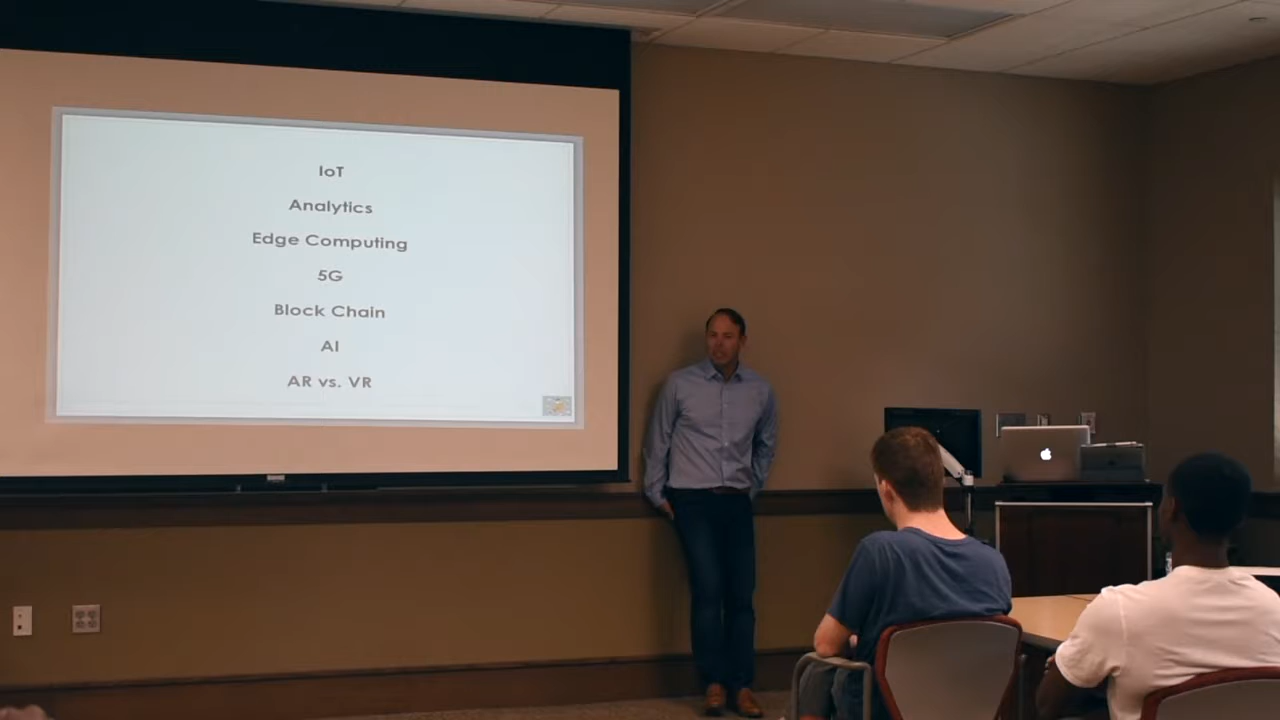 IoT
Analytics
Edge Computing
5G
Block Chain
AI
AR vs. VR